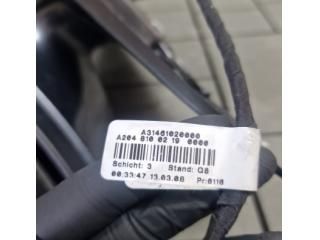 A31461020000
A204 810 02 19 0000
Schicht: 3 Stand: Q8
00:33:47 13.03.08 Pr:0116